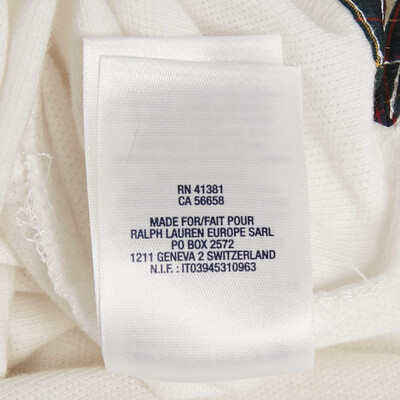 RN 41381
CA 56658
MADE FOR/FAIT POUR
RALPH LAUREN EUROPE SARL
PO BOX 2572
1211 GENEVA 2 SWITZERLAND
N.I.F. : IT03945310963